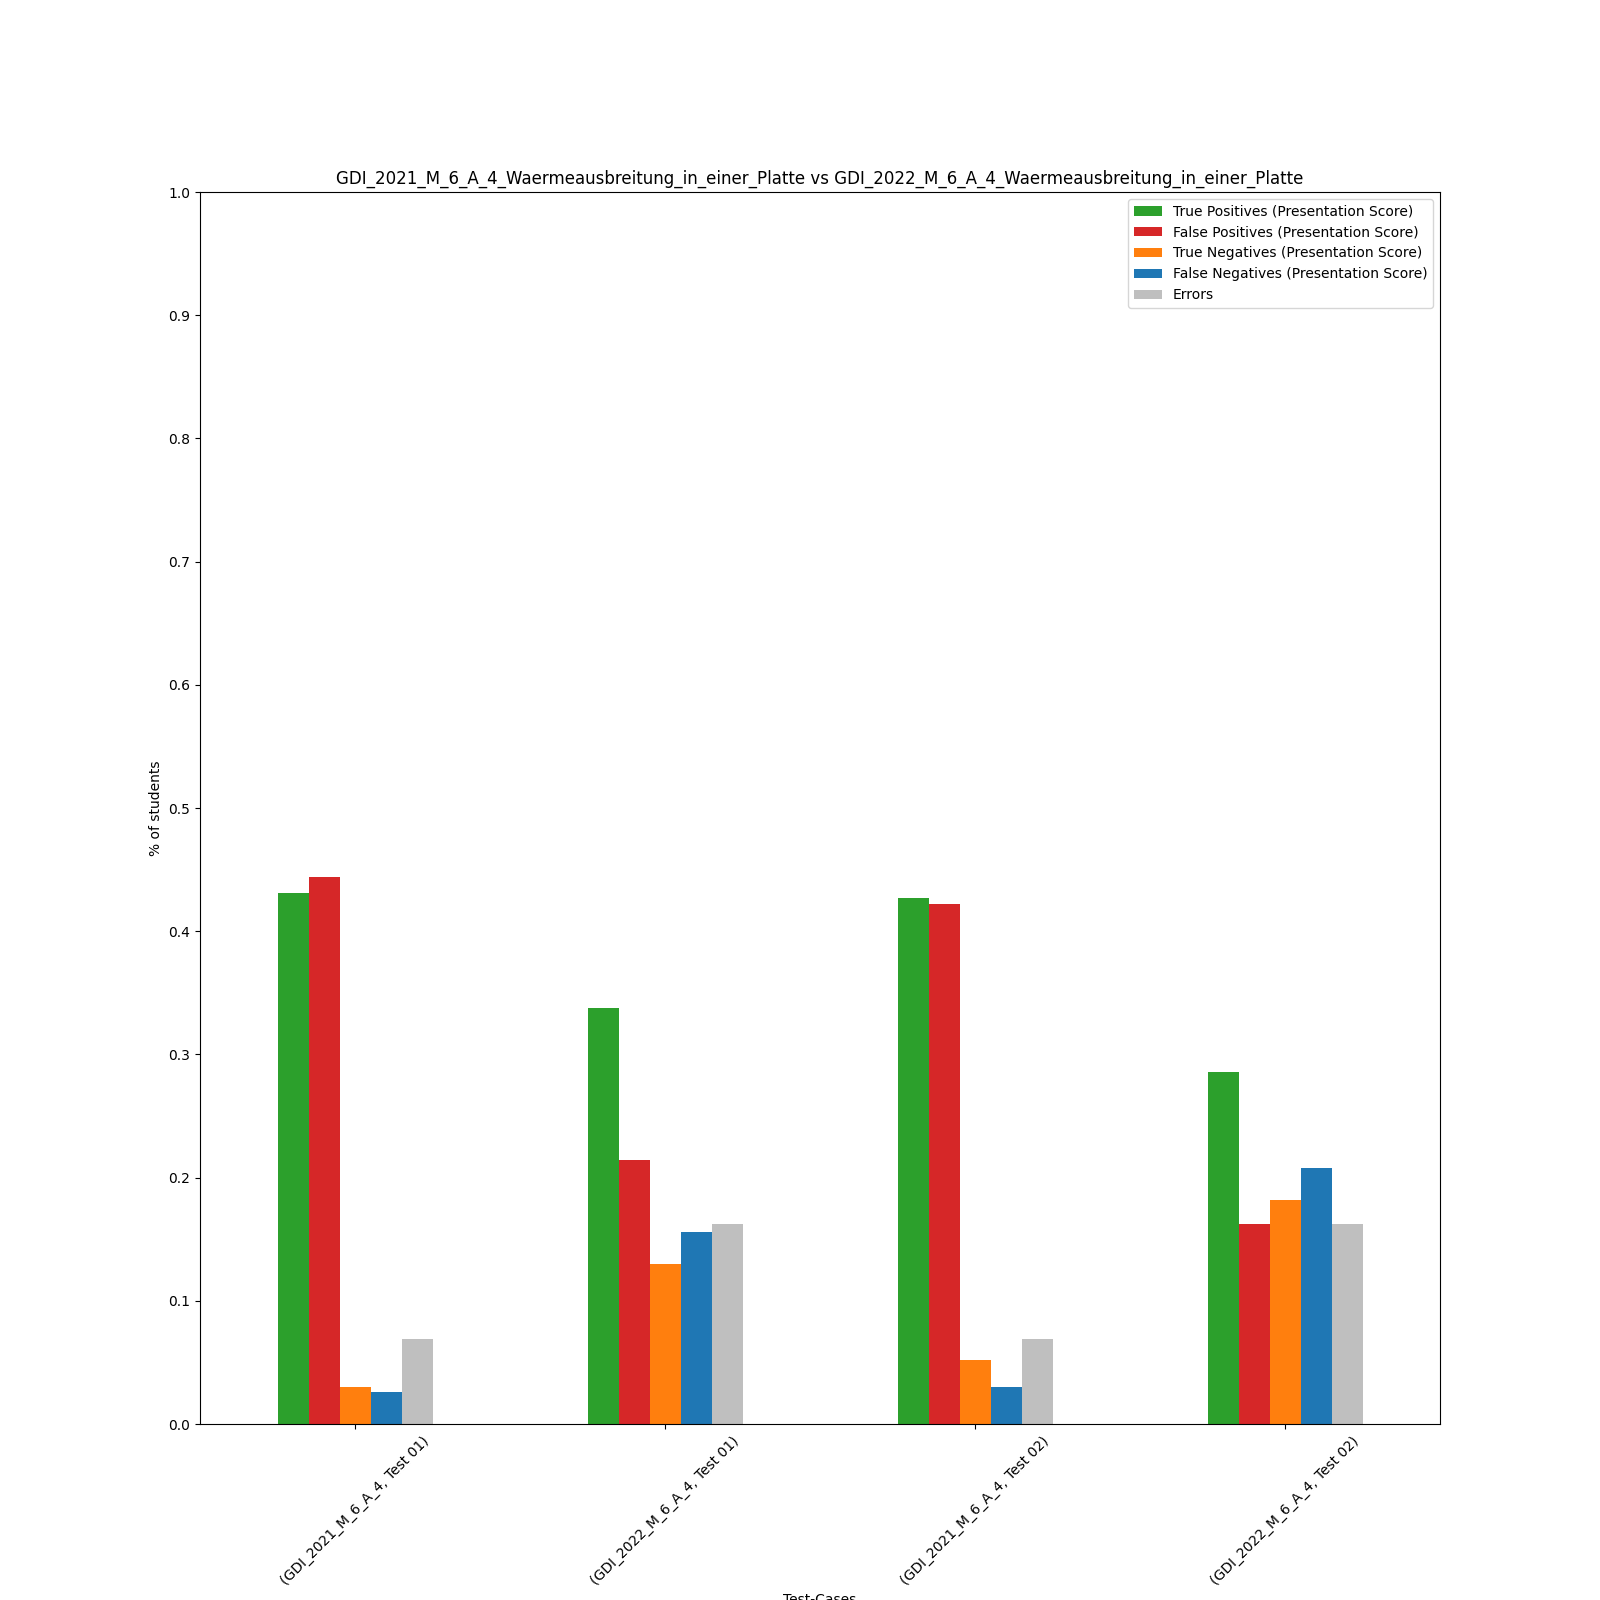 GDI_2021_M_6_A_4_Waermeausbreitung_in_einer_Platte vs GDI_2022_M_6_A_4_Waermeausbreitung_in_einer_Platte
True Positives (Presentation Score)
False Positives (Presentation Score)
True Negatives (Presentation Score)
False Negatives (Presentation Score)
Errors
1.0
0.9
0.8
0.7
0.6
0.5
0.4
0.3
0.2
0.1
0.0
% of students
(GDI_2021_M_6_A_4, Test 01)
(GDI_2022_M_6_A_4, Test 01)
(GDI_2021_M_6_A_4, Test 02)
(GDI_2022_M_6_A_4, Test 02)
Test-Cases